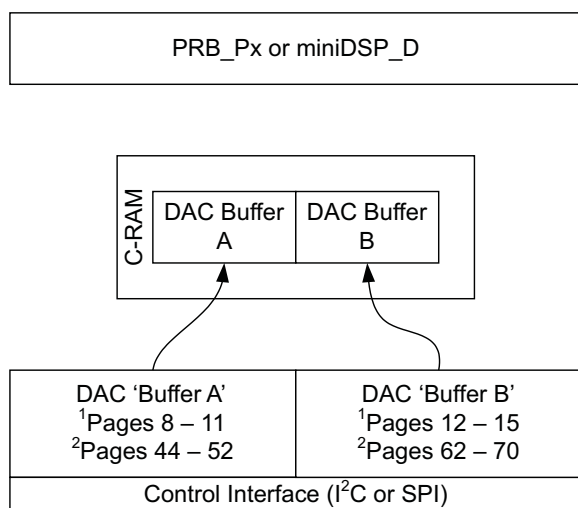 PRB_Px or miniDSP_D
C-RAM
DAC Buffer A
DAC Buffer B
DAC ‘Buffer A’
¹Pages 8 – 11
²Pages 44 – 52
DAC ‘Buffer B’
¹Pages 12 – 15
²Pages 62 – 70
Control Interface (I²C or SPI)